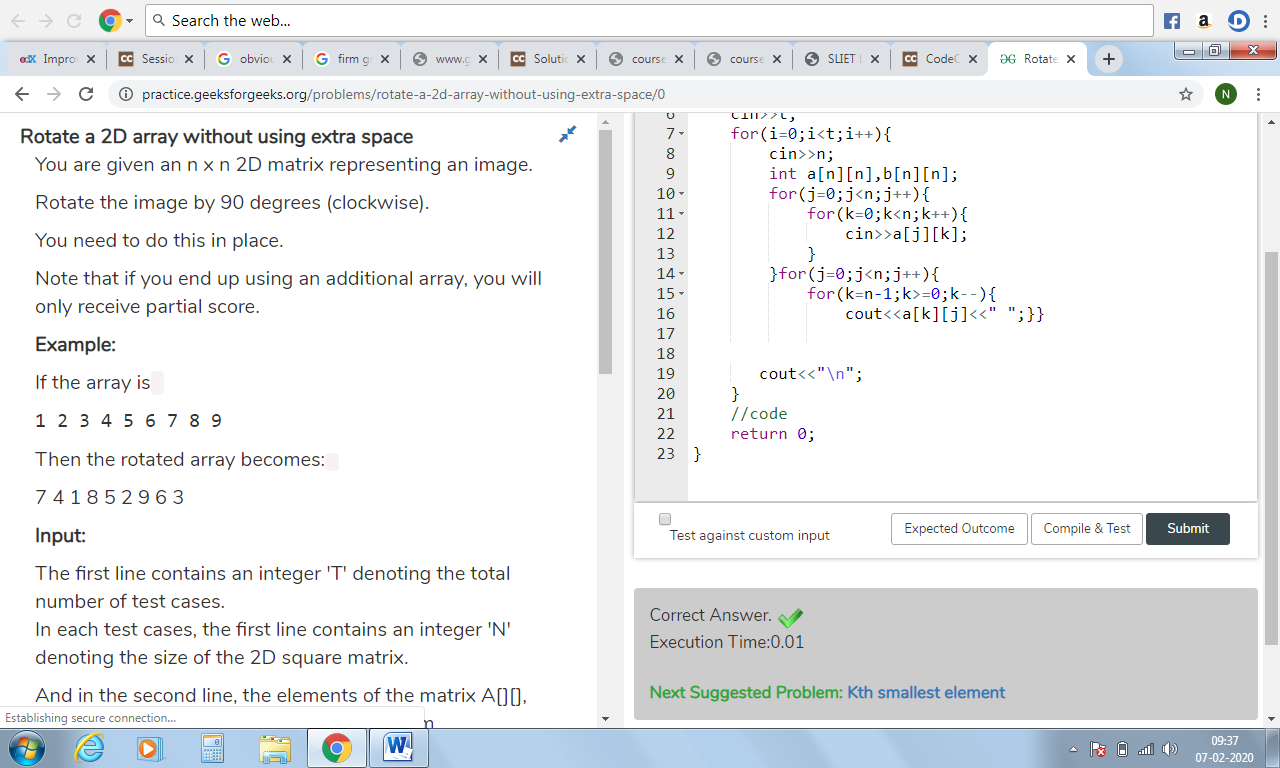 Search the web...
Impro
Sessio
obviou
firm g
www.g
Soluti
course
course
SLIET
CodeC
Rotate
practice.geeksforgeeks.org/problems/rotate-a-2d-array-without-using-extra-space/0
N
Rotate a 2D array without using extra space
You are given an n x n 2D matrix representing an image.
Rotate the image by 90 degrees (clockwise).
You need to do this in place.
Note that if you end up using an additional array, you will
only receive partial score.
Example:
If the array is
1 2 3 4 5 6 7 8 9
Then the rotated array becomes:
7 4 1 8 5 2 9 6 3
Input:
The first line contains an integer 'T' denoting the total
number of test cases.
In each test cases, the first line contains an integer 'N'
denoting the size of the 2D square matrix.
And in the second line, the elements of the matrix A[][],
Establishing secure connection...
6 cin>>t;
7 for(i=0;i<t;i++){
8 cin>>n;
9 int a[n][n],b[n][n];
10 for(j=0;j<n;j++){
11 for(k=0;k<n;k++){
12 cin>>a[j][k];
13 }
14 }for(j=0;j<n;j++){
15 for(k=n-1;k>=0;k--){
16 cout<<a[k][j]<<" ";}}
17
18
19 cout<<"\n";
20 }
21 //code
22 return 0;
23 }
Test against custom input
Expected Outcome
Compile & Test
Submit
Correct Answer.
Execution Time:0.01
Next Suggested Problem: Kth smallest element
09:37
07-02-2020